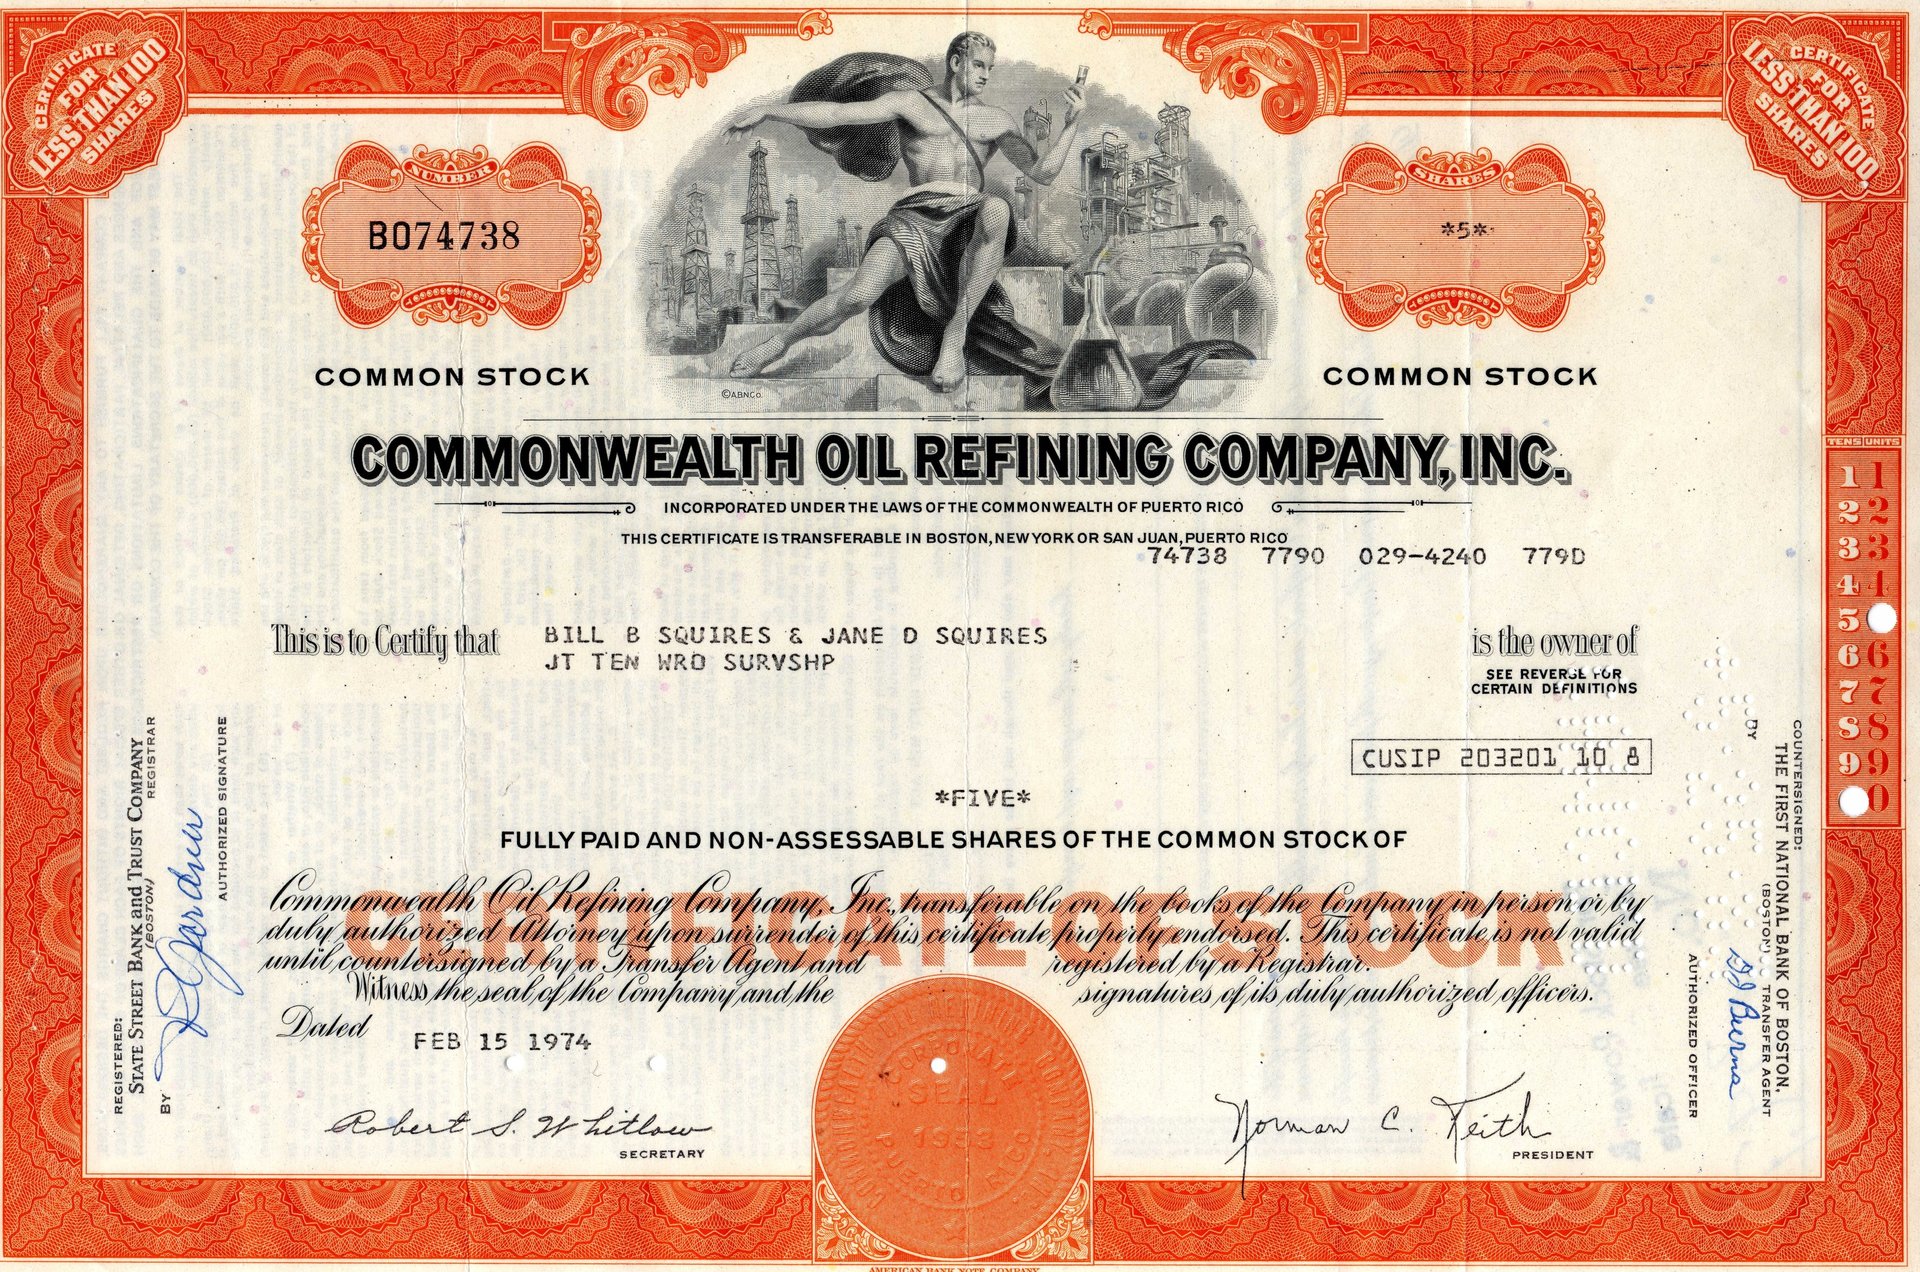 CERTIFICATE
FOR
LESS THAN 100
SHARES
CERTIFICATE
FOR
LESS THAN 100
SHARES
NUMBER
B074738
SHARES
*5*
COMMON STOCK
COMMON STOCK
©ABNCO.
COMMONWEALTH OIL REFINING COMPANY, INC.
INCORPORATED UNDER THE LAWS OF THE COMMONWEALTH OF PUERTO RICO
THIS CERTIFICATE IS TRANSFERABLE IN BOSTON, NEW YORK OR SAN JUAN, PUERTO RICO
74738 7790 029-4240 779D
This is to Certify that
BILL B SQUIRES & JANE D SQUIRES
JT TEN WRO SURVSHP
is the owner of
SEE REVERSE FOR
CERTAIN DEFINITIONS
CUSIP 203201 10 8
*FIVE*
FULLY PAID AND NON-ASSESSABLE SHARES OF THE COMMON STOCK OF
CERTIFICATE OF STOCK
Commonwealth Oil Refining Company, Inc., transferable on the books of the Company in person or by
duly authorized Attorney upon surrender of this certificate properly endorsed. This certificate is not valid
until countersigned by a Transfer Agent and registered by a Registrar.
Witness the seal of the Company and the signatures of its duly authorized officers.
Dated FEB 15 1974
Robert S. Whitlow
SECRETARY
Norman C. Keith
PRESIDENT
CORPORATE
SEAL
1953
PUERTO RICO
REGISTERED:
STATE STREET BANK and TRUST COMPANY
(BOSTON) REGISTRAR
BY
AUTHORIZED SIGNATURE
COUNTERSIGNED:
THE FIRST NATIONAL BANK OF BOSTON,
(BOSTON) TRANSFER AGENT
BY
AUTHORIZED OFFICER
TENS UNITS
1 1
2 2
3 3
4 4
5
6 6
7 7
8 8
9 9
0
AMERICAN BANK NOTE COMPANY